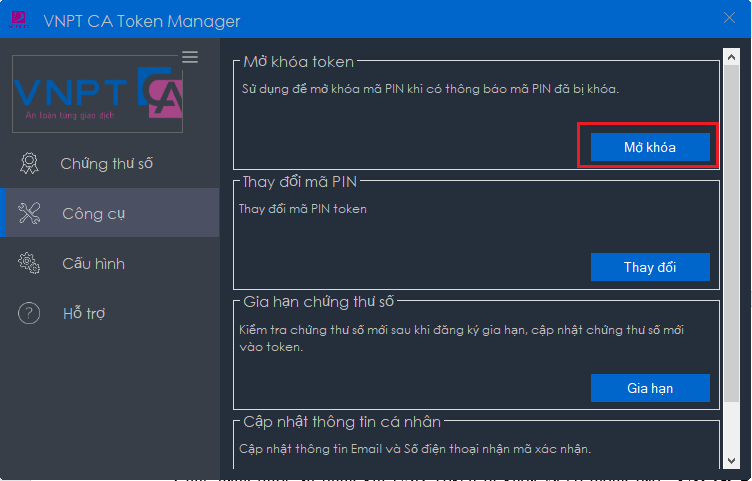 VNPT CA Token Manager
VNPT CA
An toàn từng giao dịch
Chứng thư số
Công cụ
Cấu hình
Hỗ trợ
Mở khóa token
Sử dụng để mở khóa mã PIN khi có thông báo mã PIN đã bị khóa.
Mở khóa
Thay đổi mã PIN
Thay đổi mã PIN token
Thay đổi
Gia hạn chứng thư số
Kiểm tra chứng thư số mới sau khi đăng ký gia hạn, cập nhật chứng thư số mới
vào token.
Gia hạn
Cập nhật thông tin cá nhân
Cập nhật thông tin Email và Số điện thoại nhận mã xác nhận.